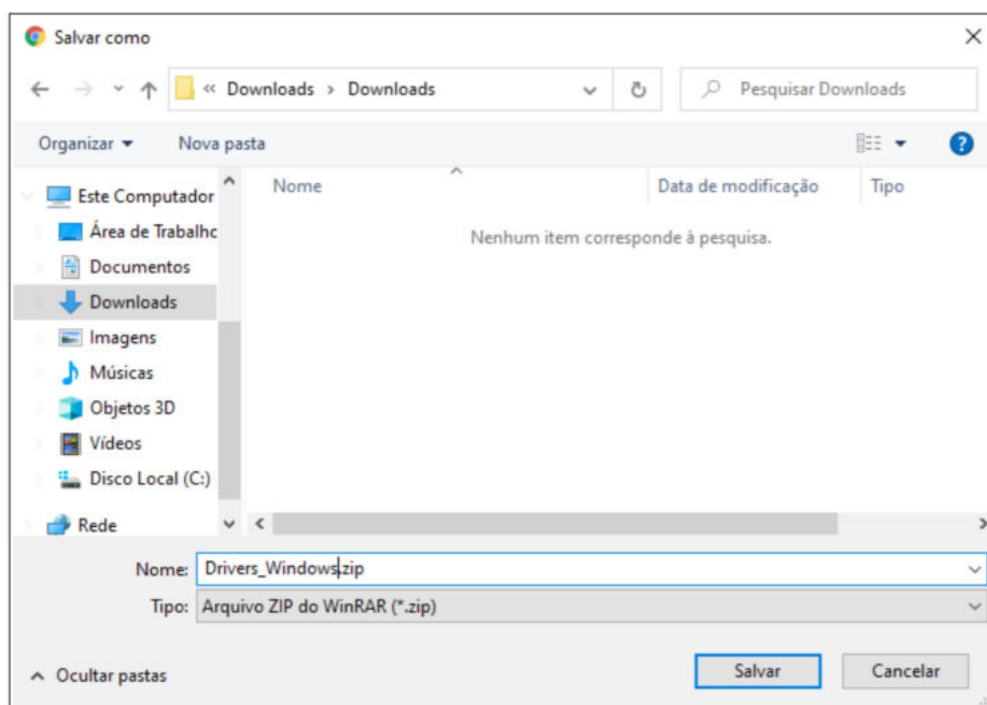 Salvar como
« Downloads › Downloads
Pesquisar Downloads
Organizar Nova pasta
Nome Data de modificação Tipo
Nenhum item corresponde à pesquisa.
Este Computador
Área de Trabalho
Documentos
Downloads
Imagens
Músicas
Objetos 3D
Vídeos
Disco Local (C:)
Rede
Nome: Drivers_Windows.zip
Tipo: Arquivo ZIP do WinRAR (*.zip)
Ocultar pastas
Salvar Cancelar